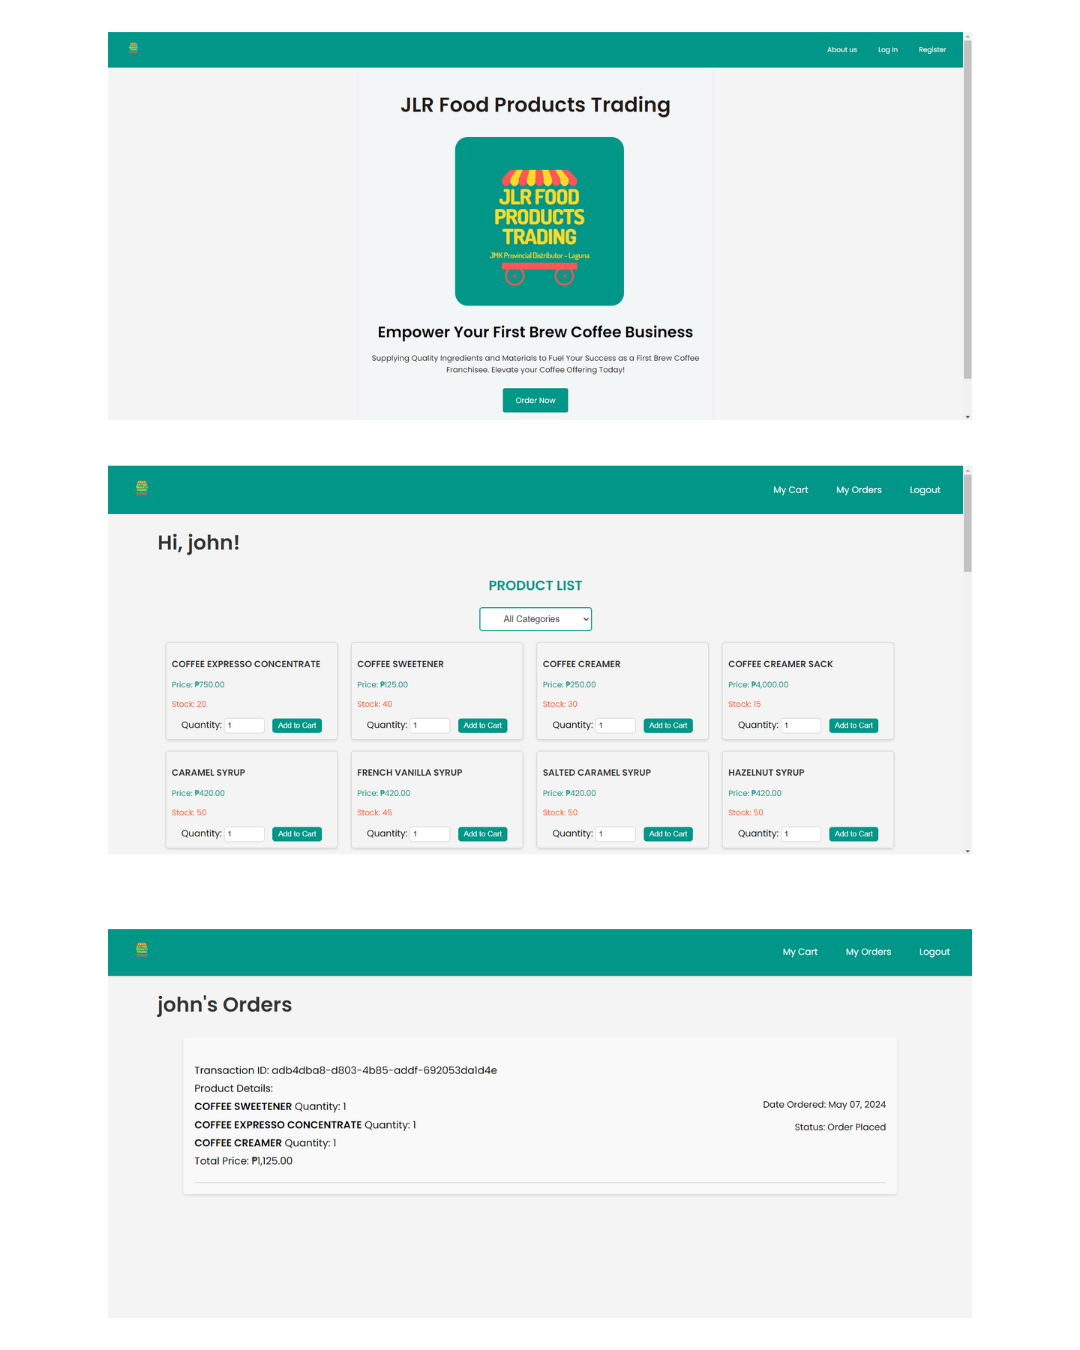 About us Log In Register
JLR Food Products Trading
JLR FOOD
PRODUCTS
TRADING
JMK Provincial Distributor - Laguna
Empower Your First Brew Coffee Business
Supplying Quality Ingredients and Materials to Fuel Your Success as a First Brew Coffee
Franchisee. Elevate your Coffee Offering Today!
Order Now
My Cart My Orders Logout
Hi, john!
PRODUCT LIST
All Categories
COFFEE EXPRESSO CONCENTRATE COFFEE SWEETENER COFFEE CREAMER COFFEE CREAMER SACK
Price: ₱750.00 Price: ₱125.00 Price: ₱250.00 Price: ₱4,000.00
Stock: 20 Stock: 40 Stock: 30 Stock: 15
Quantity: 1 Add to Cart Quantity: 1 Add to Cart Quantity: 1 Add to Cart Quantity: 1 Add to Cart
CARAMEL SYRUP FRENCH VANILLA SYRUP SALTED CARAMEL SYRUP HAZELNUT SYRUP
Price: ₱420.00 Price: ₱420.00 Price: ₱420.00 Price: ₱420.00
Stock: 50 Stock: 45 Stock: 50 Stock: 50
Quantity: 1 Add to Cart Quantity: 1 Add to Cart Quantity: 1 Add to Cart Quantity: 1 Add to Cart
My Cart My Orders Logout
john's Orders
Transaction ID: adb4dba8-d803-4b85-addf-692053da1d4e
Product Details:
COFFEE SWEETENER Quantity: 1
Date Ordered: May 07, 2024
COFFEE EXPRESSO CONCENTRATE Quantity: 1
Status: Order Placed
COFFEE CREAMER Quantity: 1
Total Price: ₱1,125.00